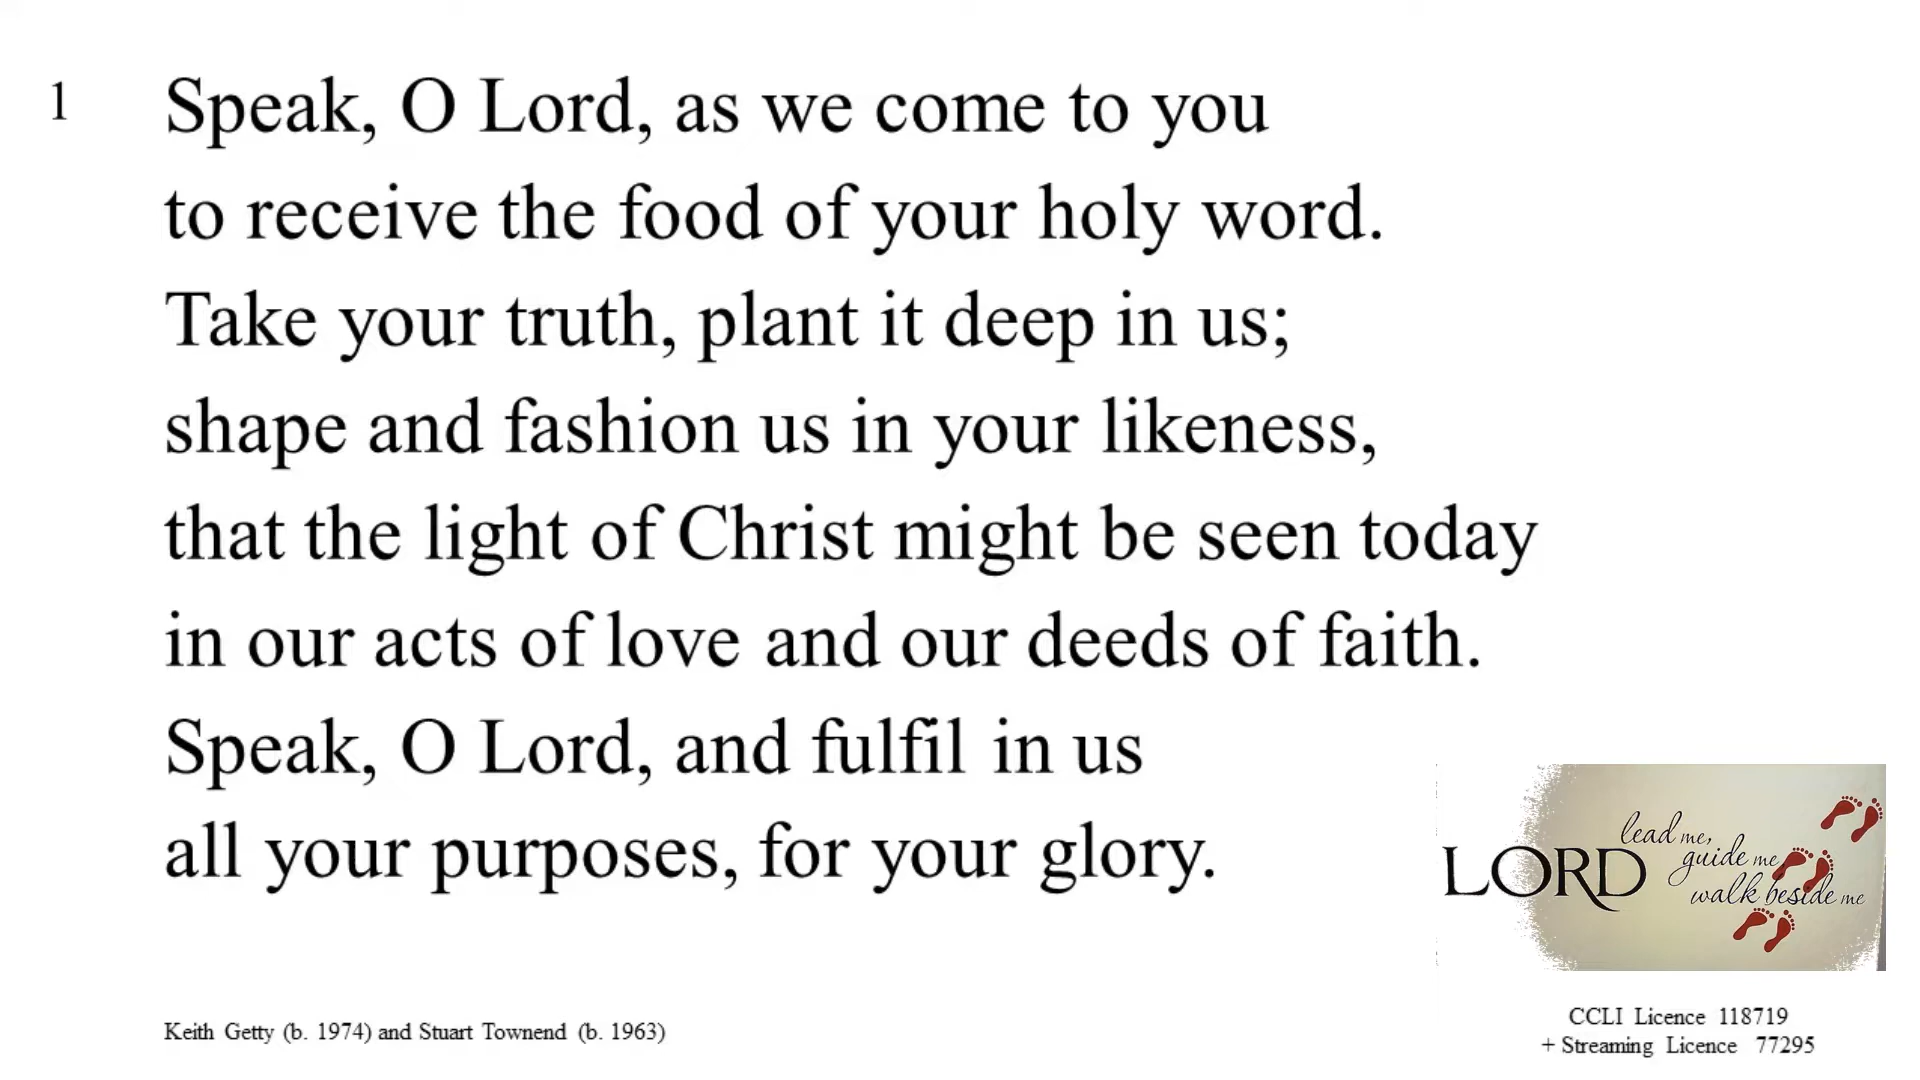 1 Speak, O Lord, as we come to you
to receive the food of your holy word.
Take your truth, plant it deep in us;
shape and fashion us in your likeness,
that the light of Christ might be seen today
in our acts of love and our deeds of faith.
Speak, O Lord, and fulfil in us
all your purposes, for your glory.
LORD
lead me,
guide me
walk beside me
Keith Getty (b. 1974) and Stuart Townend (b. 1963)
CCLI Licence 118719
+ Streaming Licence 77295